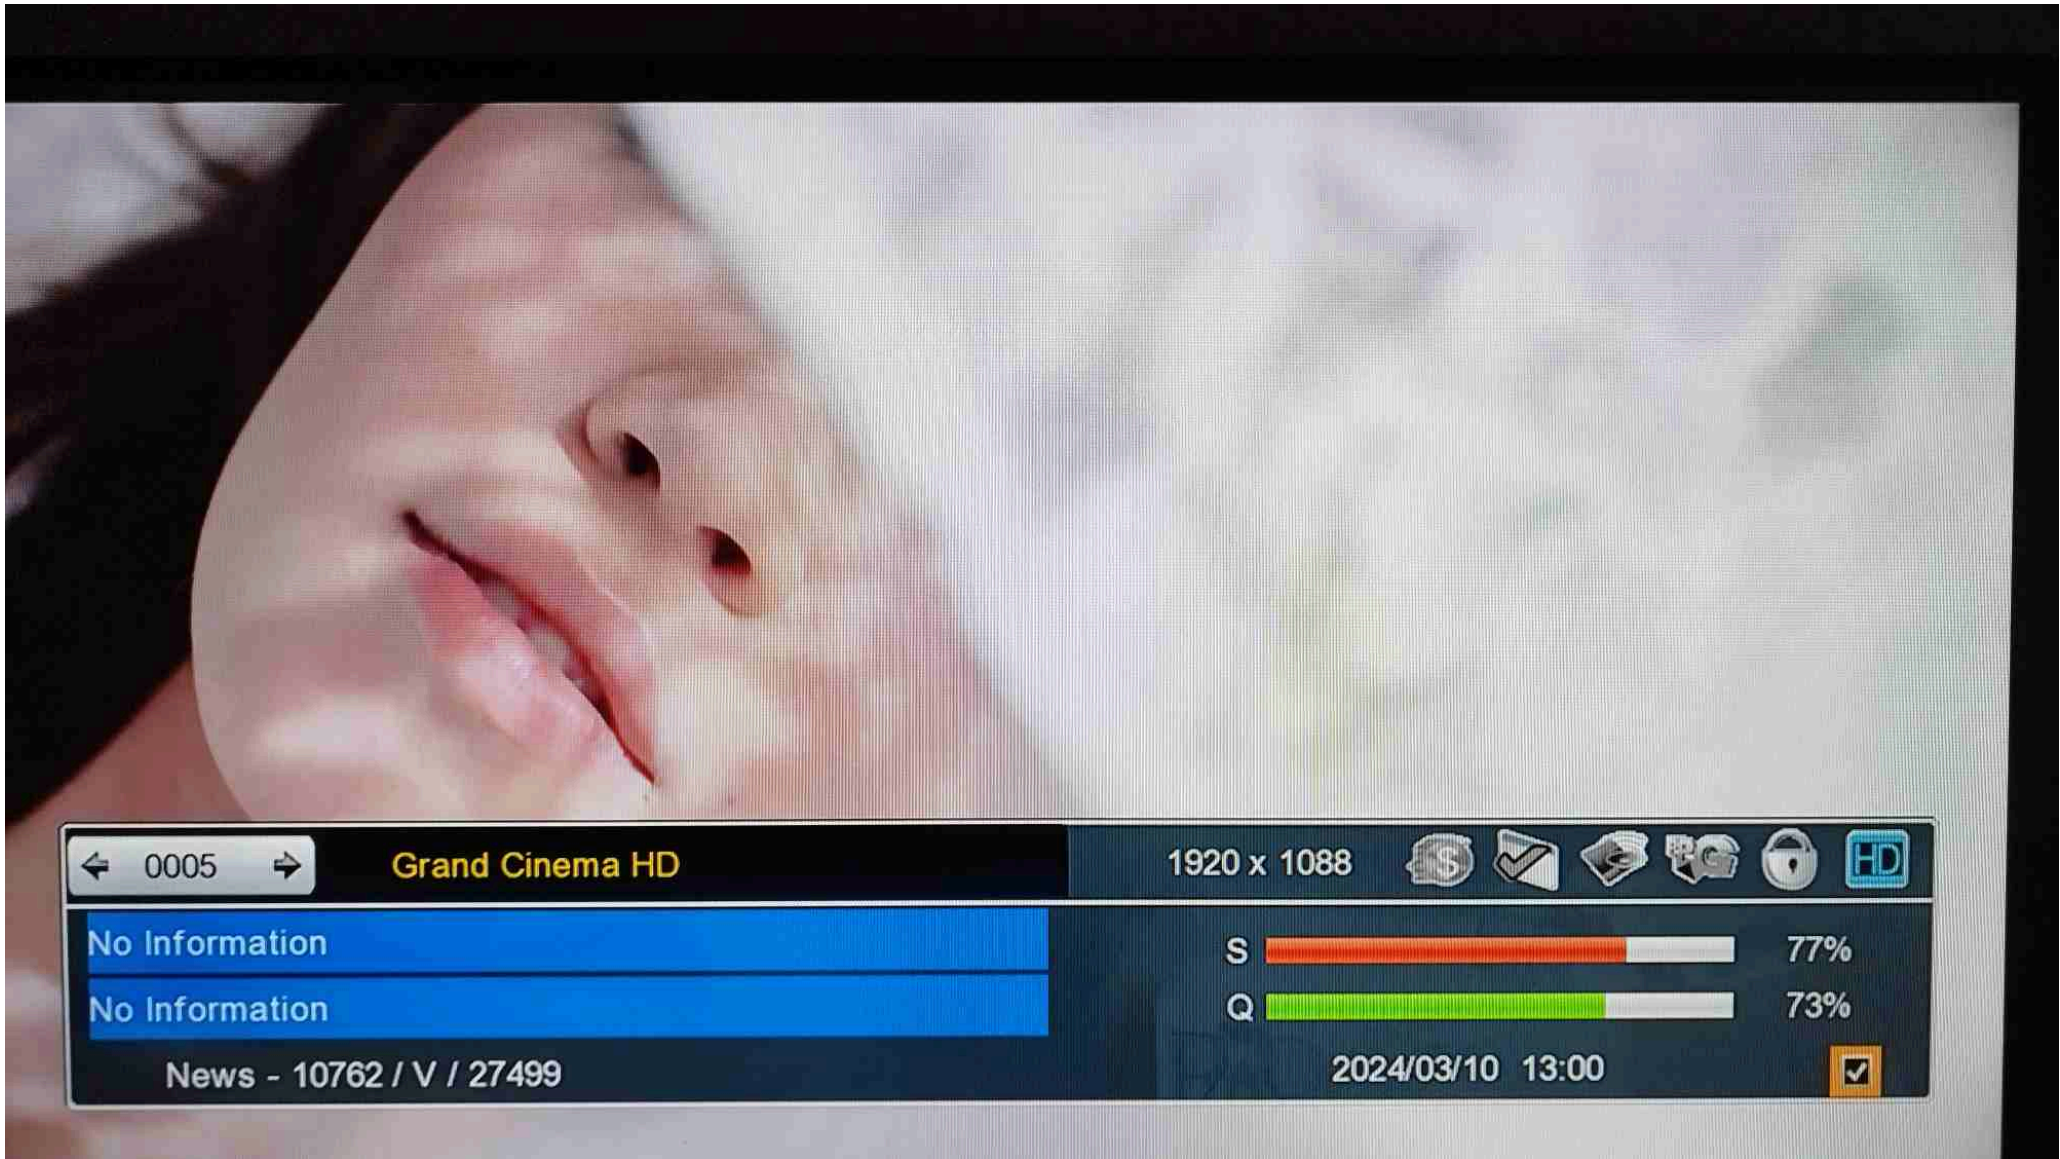 0005 Grand Cinema HD 1920 x 1088 $ G HD
No Information
S 77%
No Information
Q 73%
News - 10762 / V / 27499
2024/03/10 13:00